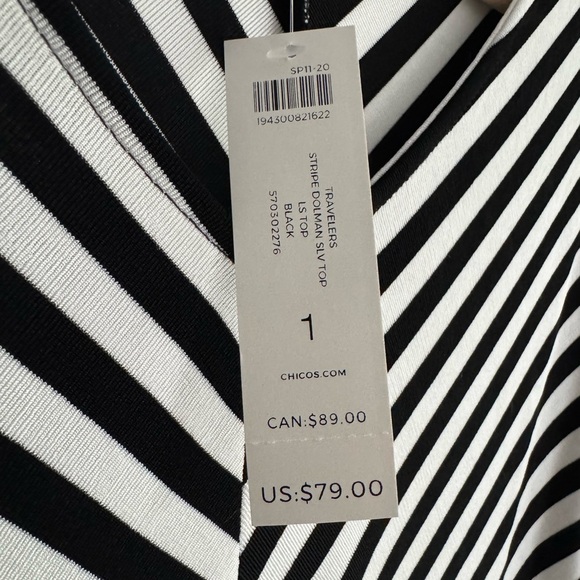 SP11-20
194300821622
TRAVELERS
STRIPE DOLMAN SLV TOP
LS TOP
BLACK
570302276
1
CHICOS.COM
CAN:$89.00
US:$79.00